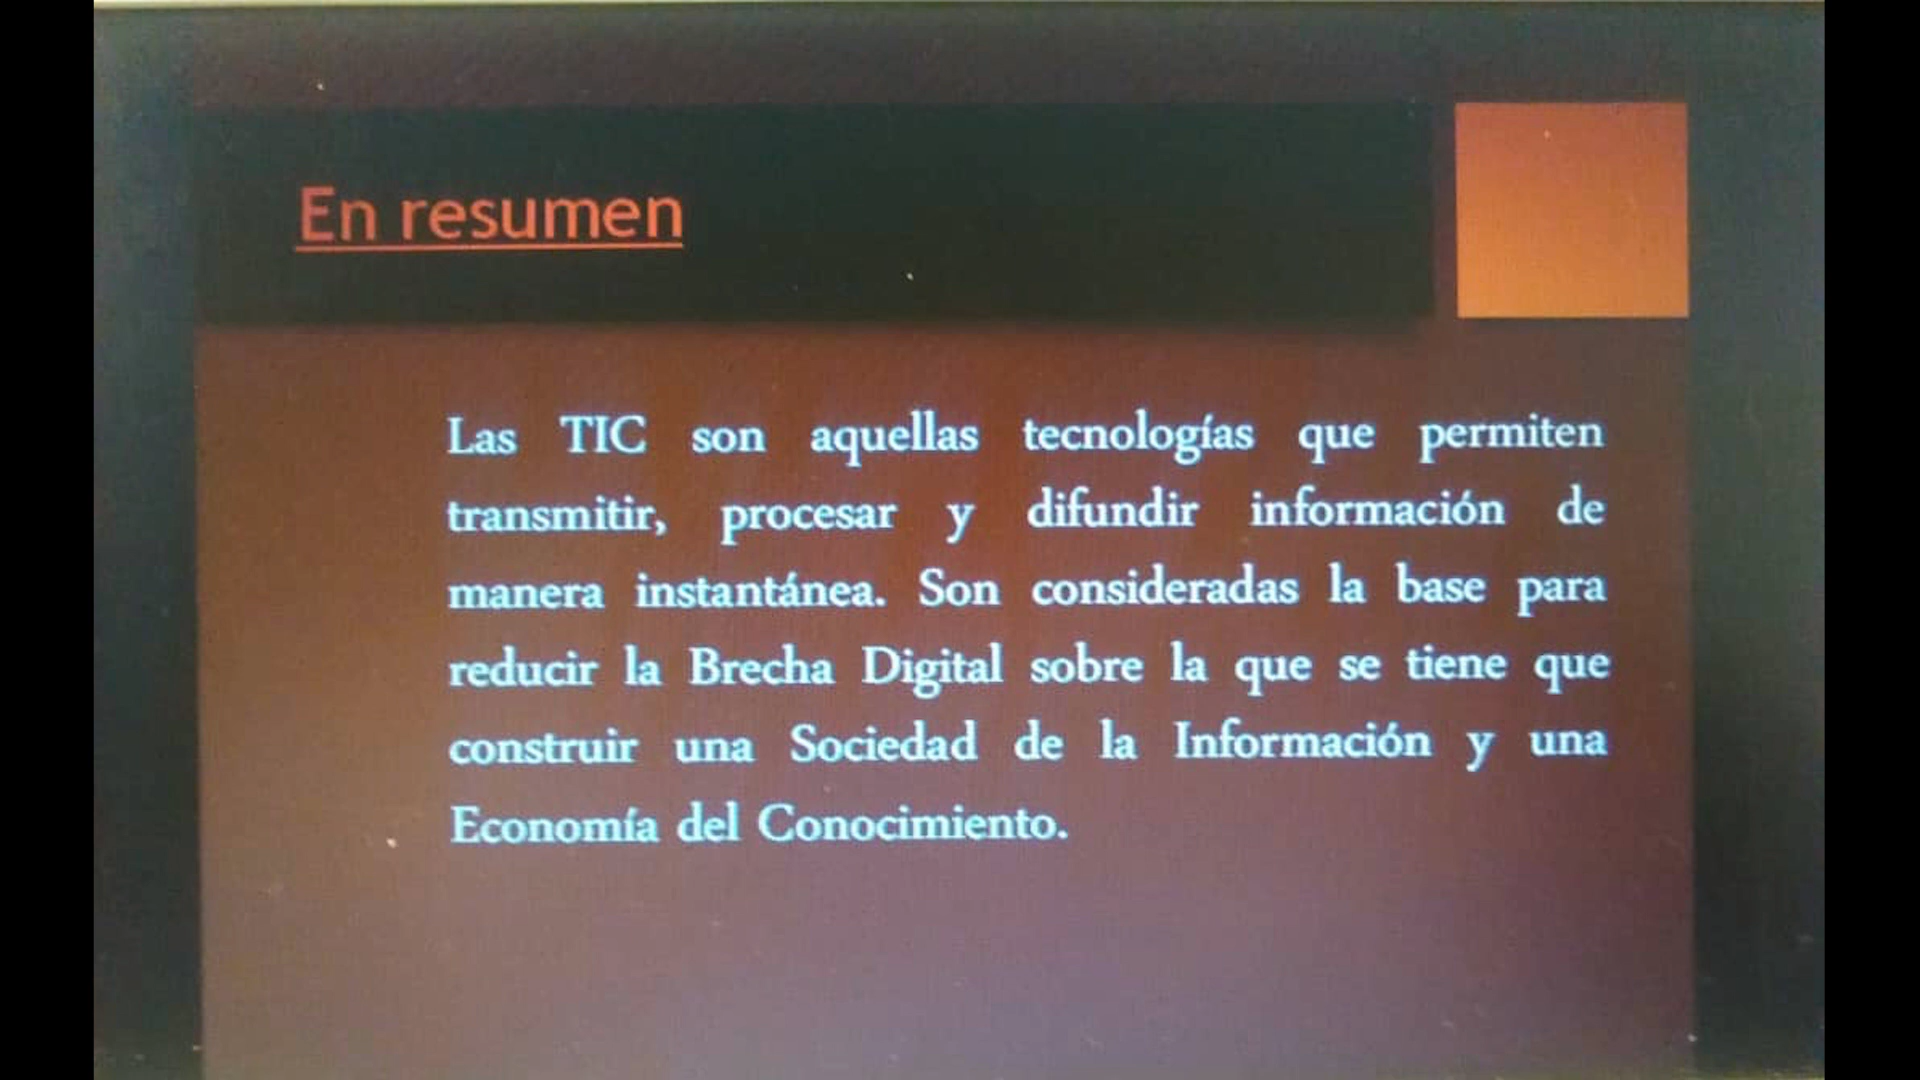 En resumen
Las TIC son aquellas tecnologías que permiten
transmitir, procesar y difundir información de
manera instantánea. Son consideradas la base para
reducir la Brecha Digital sobre la que se tiene que
construir una Sociedad de la Información y una
Economía del Conocimiento.